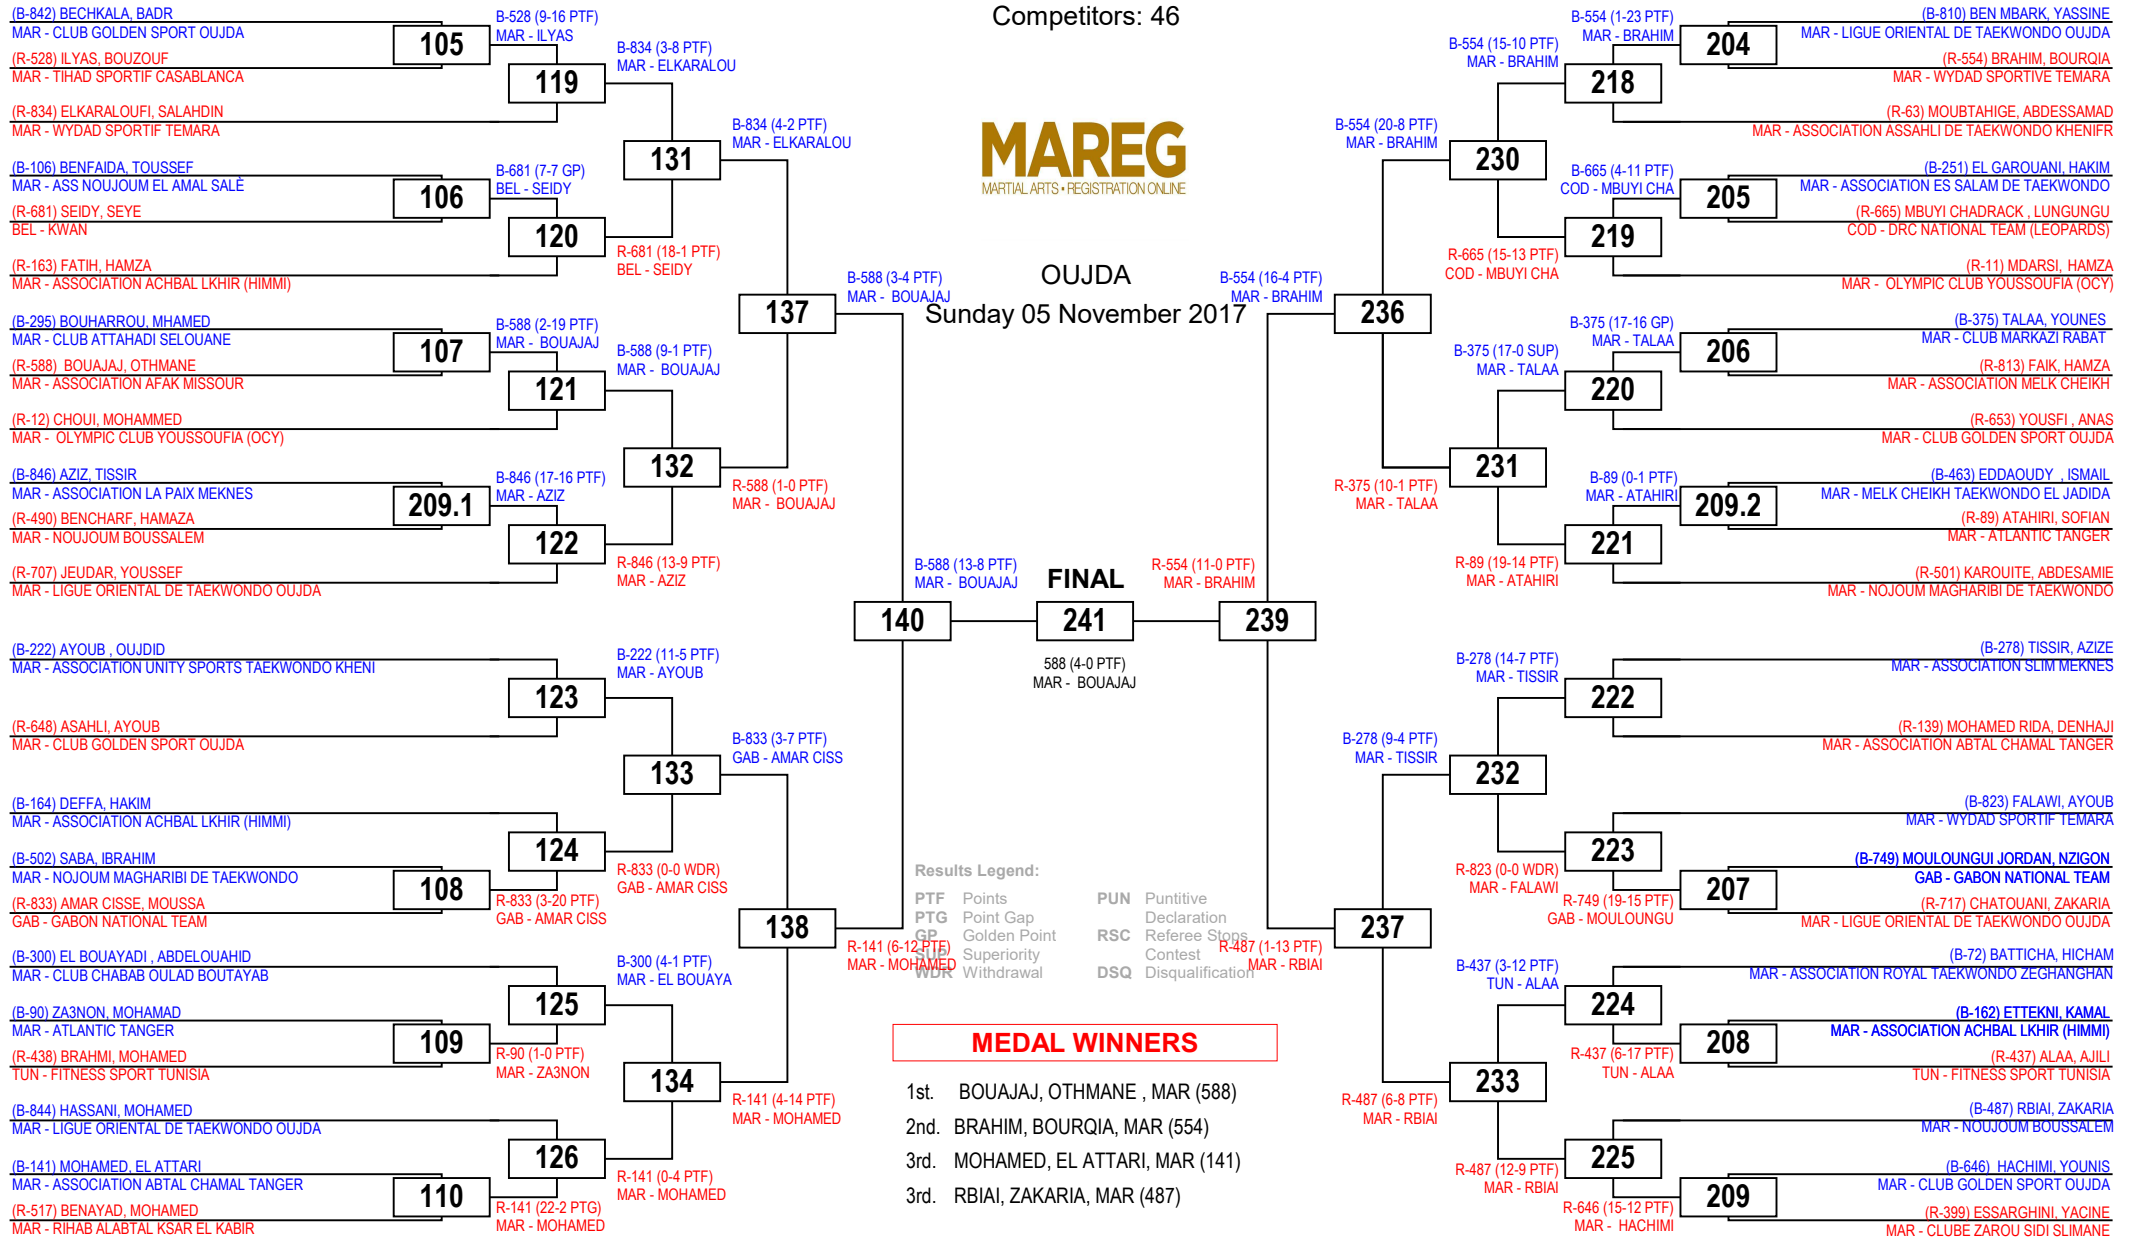 Competitors: 46
MAREG
MARTIAL ARTS • REGISTRATION ONLINE
OUJDA
Sunday 05 November 2017
(B-842) BECHKALA, BADR
MAR - CLUB GOLDEN SPORT OUJDA
105
(R-528) ILYAS, BOUZOUF
MAR - TIHAD SPORTIF CASABLANCA
B-528 (9-16 PTF)
MAR - ILYAS
119
(R-834) ELKARALOUFI, SALAHDIN
MAR - WYDAD SPORTIF TEMARA
B-834 (3-8 PTF)
MAR - ELKARALOU
131
(B-106) BENFAIDA, TOUSSEF
MAR - ASS NOUJOUM EL AMAL SALÈ
106
(R-681) SEIDY, SEYE
BEL - KWAN
B-681 (7-7 GP)
BEL - SEIDY
120
(R-163) FATIH, HAMZA
MAR - ASSOCIATION ACHBAL LKHIR (HIMMI)
R-681 (18-1 PTF)
BEL - SEIDY
B-834 (4-2 PTF)
MAR - ELKARALOU
137
(B-295) BOUHARROU, MHAMED
MAR - CLUB ATTAHADI SELOUANE
107
(R-588) BOUAJAJ, OTHMANE
MAR - ASSOCIATION AFAK MISSOUR
B-588 (2-19 PTF)
MAR - BOUAJAJ
121
(R-12) CHOUI, MOHAMMED
MAR - OLYMPIC CLUB YOUSSOUFIA (OCY)
B-588 (9-1 PTF)
MAR - BOUAJAJ
132
(B-846) AZIZ, TISSIR
MAR - ASSOCIATION LA PAIX MEKNES
209.1
(R-490) BENCHARF, HAMAZA
MAR - NOUJOUM BOUSSALEM
B-846 (17-16 PTF)
MAR - AZIZ
122
(R-707) JEUDAR, YOUSSEF
MAR - LIGUE ORIENTAL DE TAEKWONDO OUJDA
R-846 (13-9 PTF)
MAR - AZIZ
R-588 (1-0 PTF)
MAR - BOUAJAJ
B-588 (3-4 PTF)
MAR - BOUAJAJ
140
(B-222) AYOUB , OUJDID
MAR - ASSOCIATION UNITY SPORTS TAEKWONDO KHENI
123
(R-648) ASAHLI, AYOUB
MAR - CLUB GOLDEN SPORT OUJDA
B-222 (11-5 PTF)
MAR - AYOUB
133
(B-164) DEFFA, HAKIM
MAR - ASSOCIATION ACHBAL LKHIR (HIMMI)
124
(B-502) SABA, IBRAHIM
MAR - NOJOUM MAGHARIBI DE TAEKWONDO
108
(R-833) AMAR CISSE, MOUSSA
GAB - GABON NATIONAL TEAM
R-833 (3-20 PTF)
GAB - AMAR CISS
R-833 (0-0 WDR)
GAB - AMAR CISS
B-833 (3-7 PTF)
GAB - AMAR CISS
138
(B-300) EL BOUAYADI , ABDELOUAHID
MAR - CLUB CHABAB OULAD BOUTAYAB
125
(B-90) ZA3NON, MOHAMAD
MAR - ATLANTIC TANGER
109
(R-438) BRAHMI, MOHAMED
TUN - FITNESS SPORT TUNISIA
R-90 (1-0 PTF)
MAR - ZA3NON
B-300 (4-1 PTF)
MAR - EL BOUAYA
134
(B-844) HASSANI, MOHAMED
MAR - LIGUE ORIENTAL DE TAEKWONDO OUJDA
126
(B-141) MOHAMED, EL ATTARI
MAR - ASSOCIATION ABTAL CHAMAL TANGER
110
(R-517) BENAYAD, MOHAMED
MAR - RIHAB ALABTAL KSAR EL KABIR
R-141 (22-2 PTG)
MAR - MOHAMED
R-141 (0-4 PTF)
MAR - MOHAMED
R-141 (4-14 PTF)
MAR - MOHAMED
R-141 (6-12 PTF)
MAR - MOHAMED
B-588 (13-8 PTF)
MAR - BOUAJAJ
FINAL
241
588 (4-0 PTF)
MAR - BOUAJAJ
R-554 (11-0 PTF)
MAR - BRAHIM
239
B-554 (16-4 PTF)
MAR - BRAHIM
236
B-554 (20-8 PTF)
MAR - BRAHIM
230
B-554 (15-10 PTF)
MAR - BRAHIM
218
B-554 (1-23 PTF)
MAR - BRAHIM
204
(B-810) BEN MBARK, YASSINE
MAR - LIGUE ORIENTAL DE TAEKWONDO OUJDA
(R-554) BRAHIM, BOURQIA
MAR - WYDAD SPORTIVE TEMARA
(R-63) MOUBTAHIGE, ABDESSAMAD
MAR - ASSOCIATION ASSAHLI DE TAEKWONDO KHENIFR
B-665 (4-11 PTF)
COD - MBUYI CHA
205
(B-251) EL GAROUANI, HAKIM
MAR - ASSOCIATION ES SALAM DE TAEKWONDO
(R-665) MBUYI CHADRACK , LUNGUNGU
COD - DRC NATIONAL TEAM (LEOPARDS)
219
R-665 (15-13 PTF)
COD - MBUYI CHA
(R-11) MDARSI, HAMZA
MAR - OLYMPIC CLUB YOUSSOUFIA (OCY)
B-375 (17-16 GP)
MAR - TALAA
206
(B-375) TALAA, YOUNES
MAR - CLUB MARKAZI RABAT
(R-813) FAIK, HAMZA
MAR - ASSOCIATION MELK CHEIKH
B-375 (17-0 SUP)
MAR - TALAA
220
(R-653) YOUSFI , ANAS
MAR - CLUB GOLDEN SPORT OUJDA
231
R-375 (10-1 PTF)
MAR - TALAA
B-89 (0-1 PTF)
MAR - ATAHIRI
209.2
(B-463) EDDAOUDY , ISMAIL
MAR - MELK CHEIKH TAEKWONDO EL JADIDA
(R-89) ATAHIRI, SOFIAN
MAR - ATLANTIC TANGER
221
R-89 (19-14 PTF)
MAR - ATAHIRI
(R-501) KAROUITE, ABDESAMIE
MAR - NOJOUM MAGHARIBI DE TAEKWONDO
B-278 (14-7 PTF)
MAR - TISSIR
222
(B-278) TISSIR, AZIZE
MAR - ASSOCIATION SLIM MEKNES
(R-139) MOHAMED RIDA, DENHAJI
MAR - ASSOCIATION ABTAL CHAMAL TANGER
B-278 (9-4 PTF)
MAR - TISSIR
232
(B-823) FALAWI, AYOUB
MAR - WYDAD SPORTIF TEMARA
223
R-823 (0-0 WDR)
MAR - FALAWI
R-749 (19-15 PTF)
GAB - MOULOUNGU
207
(B-749) MOULOUNGUI JORDAN, NZIGON
GAB - GABON NATIONAL TEAM
(R-717) CHATOUANI, ZAKARIA
MAR - LIGUE ORIENTAL DE TAEKWONDO OUJDA
237
R-487 (1-13 PTF)
MAR - RBIAI
B-437 (3-12 PTF)
TUN - ALAA
224
(B-72) BATTICHA, HICHAM
MAR - ASSOCIATION ROYAL TAEKWONDO ZEGHANGHAN
R-437 (6-17 PTF)
TUN - ALAA
208
(B-162) ETTEKNI, KAMAL
MAR - ASSOCIATION ACHBAL LKHIR (HIMMI)
(R-437) ALAA, AJILI
TUN - FITNESS SPORT TUNISIA
233
R-487 (6-8 PTF)
MAR - RBIAI
(B-487) RBIAI, ZAKARIA
MAR - NOUJOUM BOUSSALEM
225
R-487 (12-9 PTF)
MAR - RBIAI
R-646 (15-12 PTF)
MAR - HACHIMI
209
(B-646) HACHIMI, YOUNIS
MAR - CLUB GOLDEN SPORT OUJDA
(R-399) ESSARGHINI, YACINE
MAR - CLUBE ZAROU SIDI SLIMANE
Results Legend:
PTF Points
PTG Point Gap
GP Golden Point
SUP Superiority
WDR Withdrawal
PUN Puntitive
Declaration
RSC Referee Stops
Contest
DSQ Disqualification
MEDAL WINNERS
1st. BOUAJAJ, OTHMANE , MAR (588)
2nd. BRAHIM, BOURQIA, MAR (554)
3rd. MOHAMED, EL ATTARI, MAR (141)
3rd. RBIAI, ZAKARIA, MAR (487)